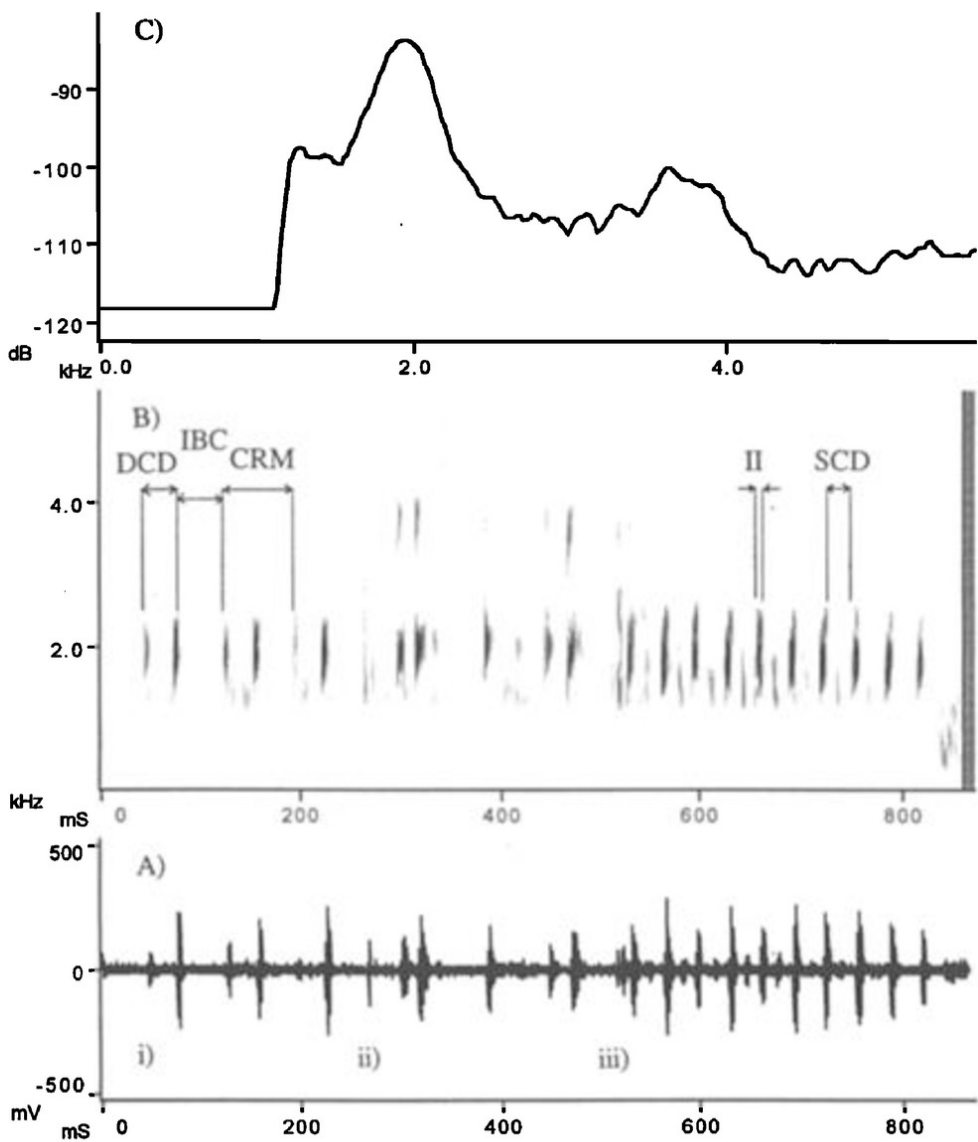 C)
-90
-100
-110
-120
dB
kHz
0.0 2.0 4.0
B)
IBC
DCD CRM II SCD
4.0
2.0
kHz
mS
0 200 400 600 800
A)
500
0
i) ii) iii)
-500
mV
mS
0 200 400 600 800